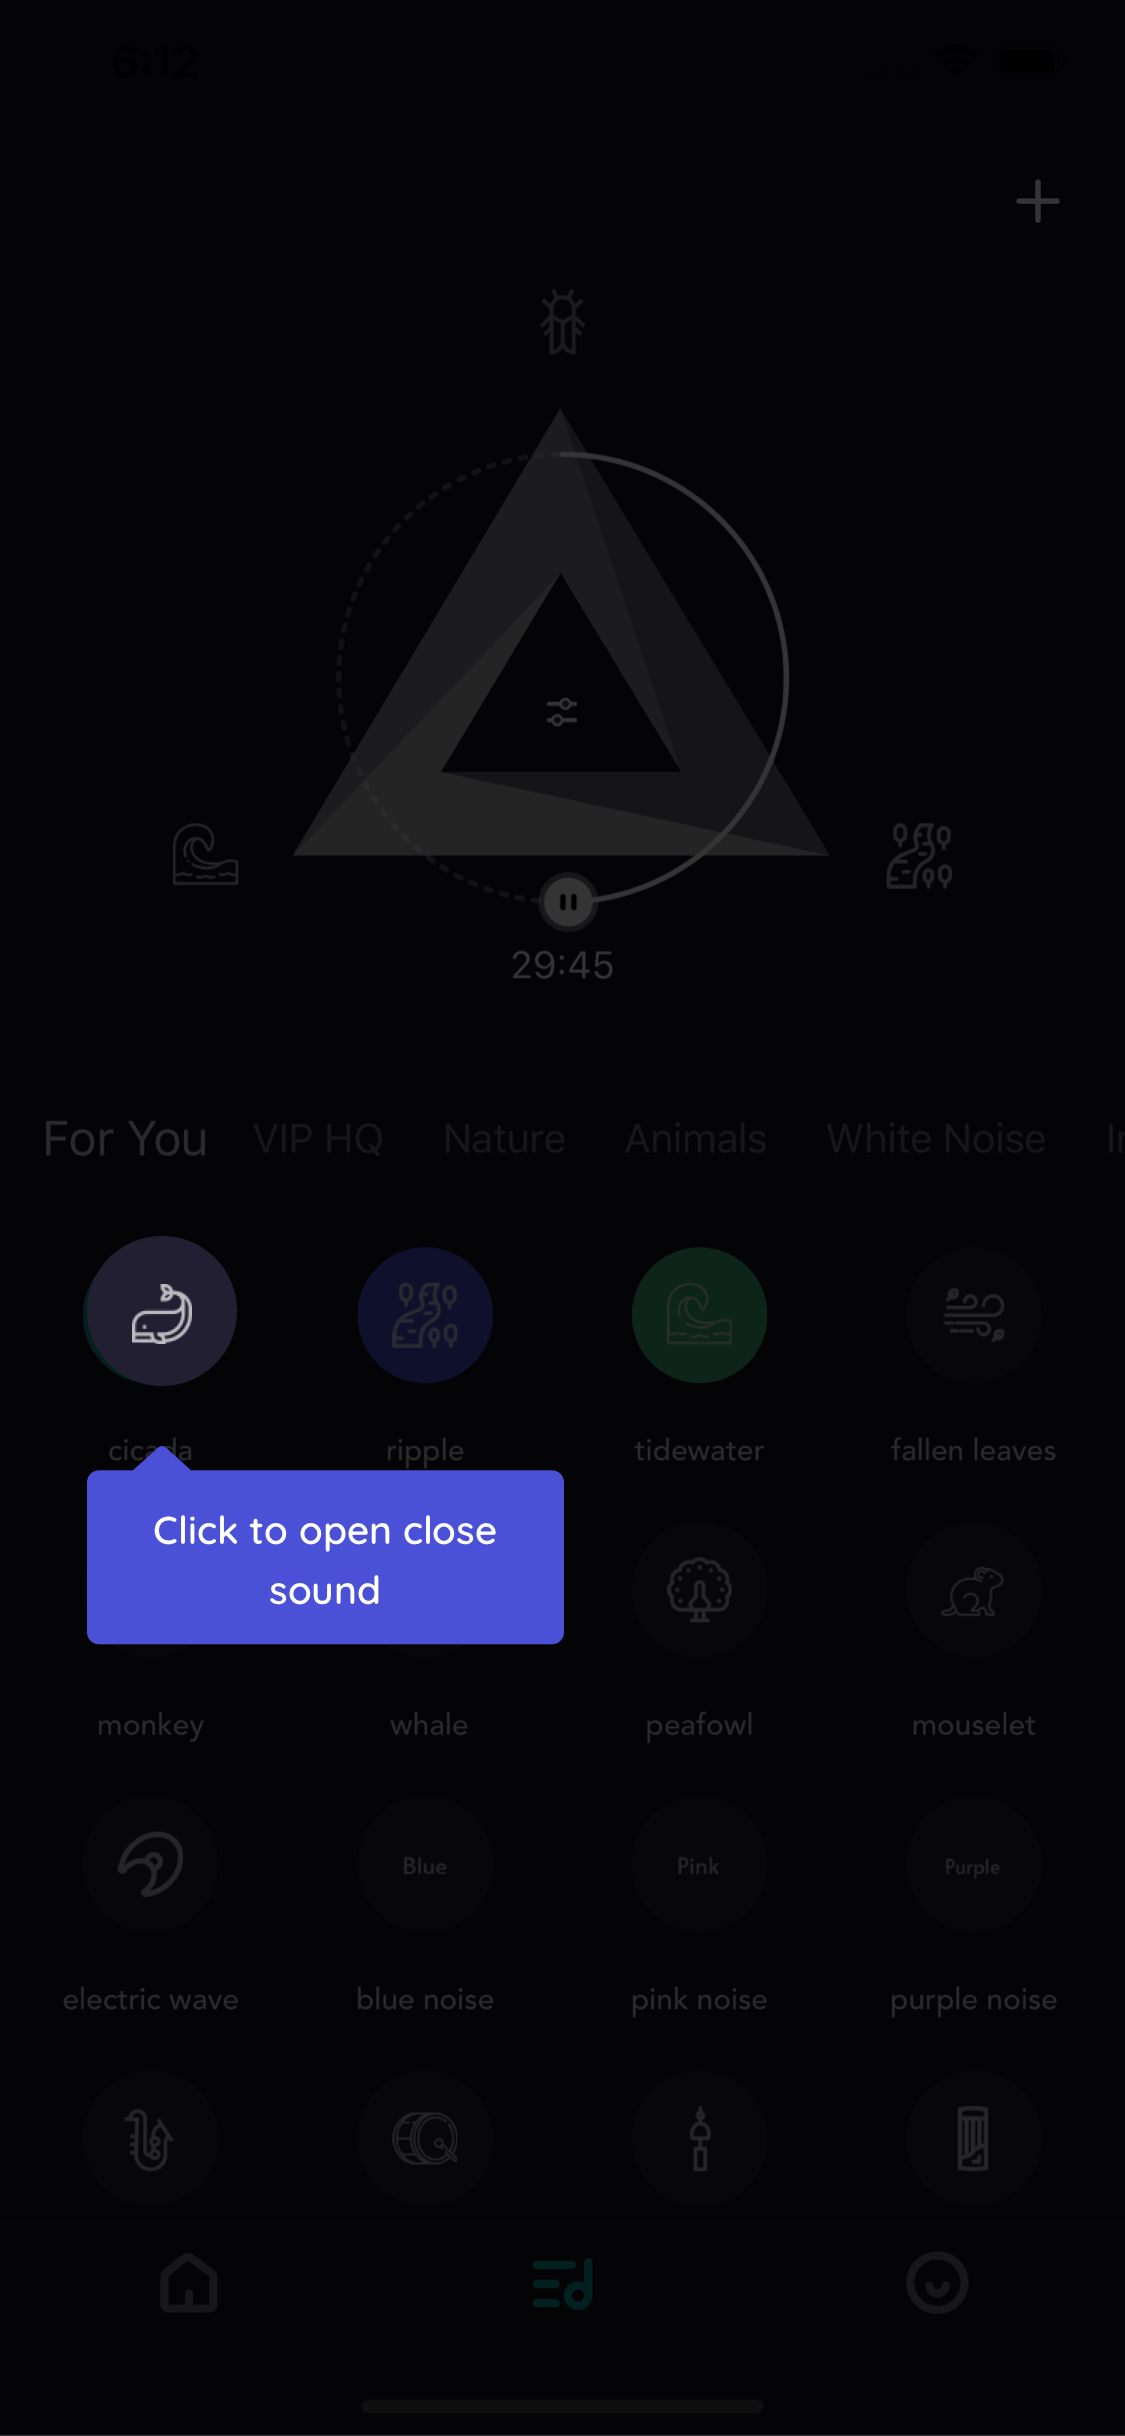 6:12
29:45
For You VIP HQ Nature Animals White Noise
cicada ripple tidewater fallen leaves
Click to open close
sound
monkey whale peafowl mouselet
Blue Pink Purple
electric wave blue noise pink noise purple noise